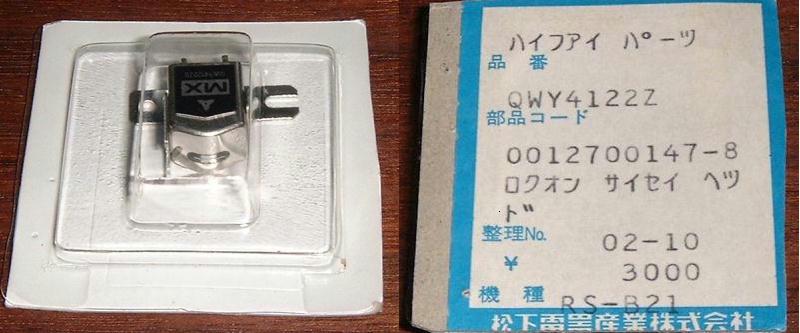 MX
QWY4122Z
ハイフアイ パーツ
品番
QWY4122Z
部品コード
0012700147-8
ロクオン サイセイ ヘツ
ド
整理No. 02-10
¥ 3000
機種 RS-B21
松下電器産業株式会社